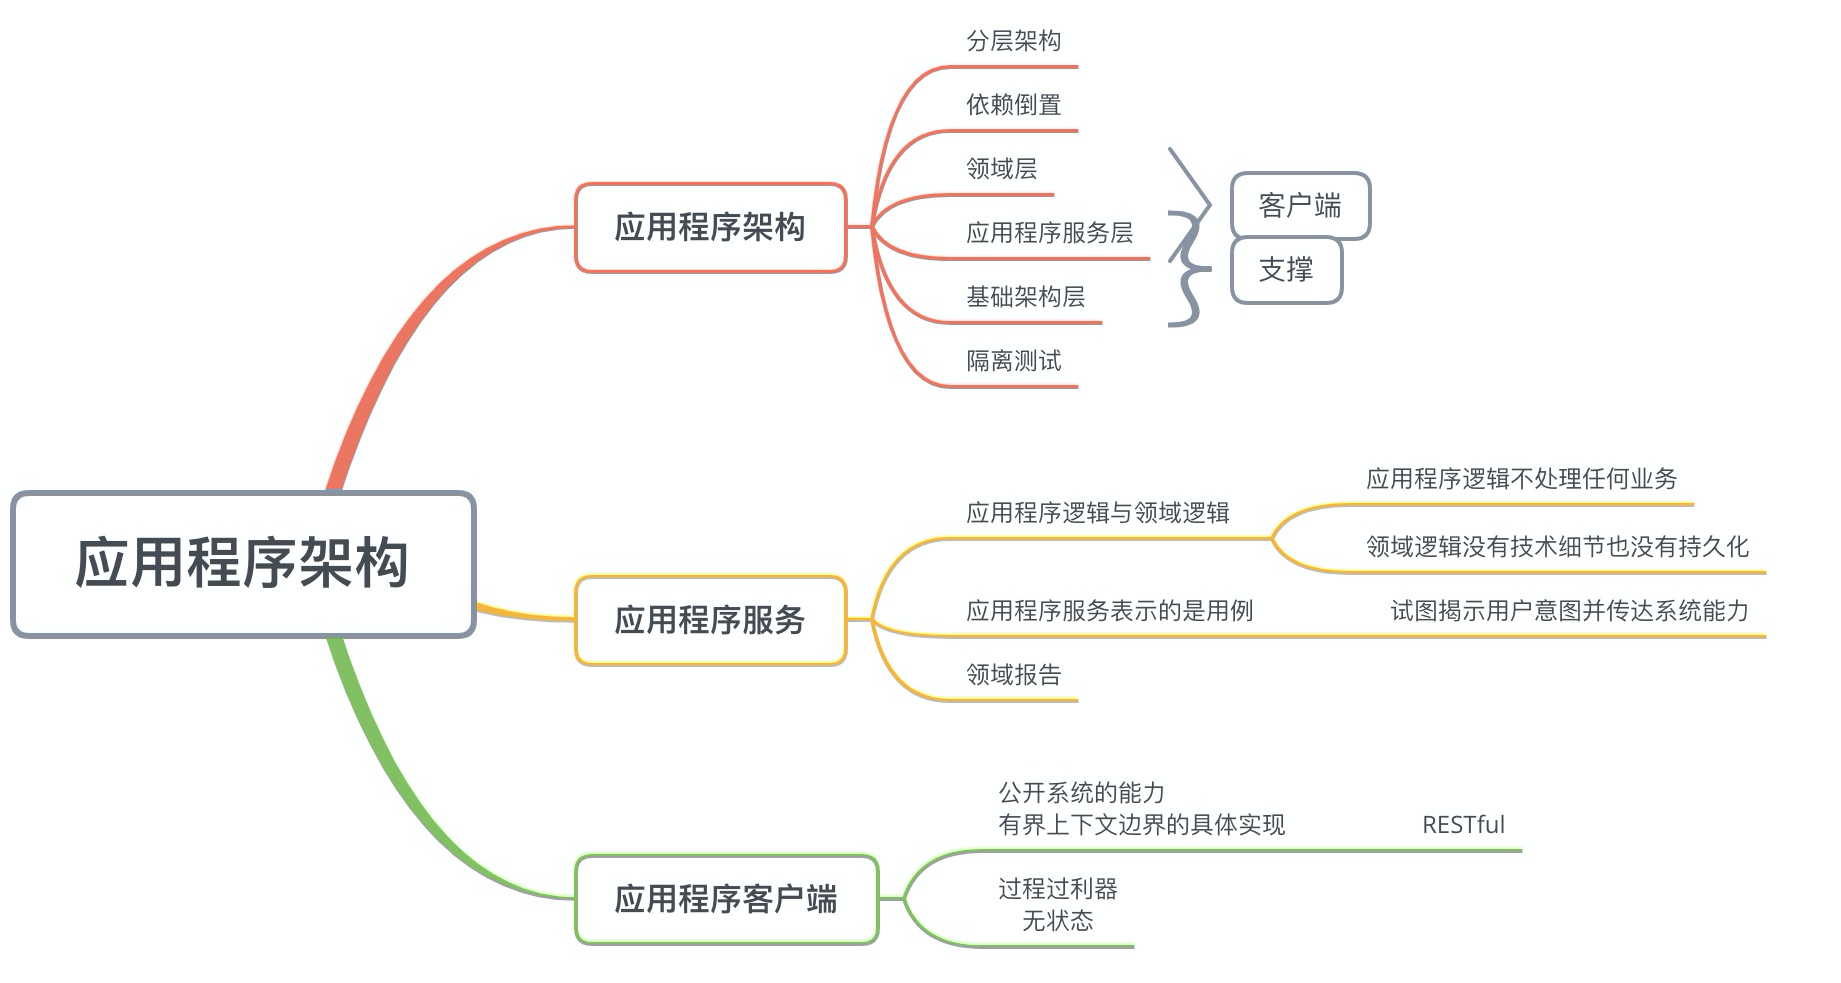 应用程序架构
应用程序架构
分层架构
依赖倒置
领域层
应用程序服务层
基础架构层
隔离测试
客户端
支撑
应用程序服务
应用程序逻辑与领域逻辑
应用程序逻辑不处理任何业务
领域逻辑没有技术细节也没有持久化
应用程序服务表示的是用例
试图揭示用户意图并传达系统能力
领域报告
应用程序客户端
公开系统的能力
有界上下文边界的具体实现
RESTful
过程过利器
无状态